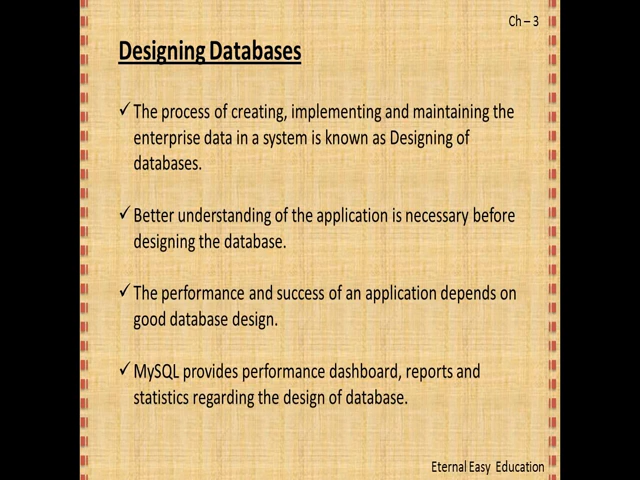 Ch – 3
Designing Databases
✓ The process of creating, implementing and maintaining the
enterprise data in a system is known as Designing of
databases.
✓ Better understanding of the application is necessary before
designing the database.
✓ The performance and success of an application depends on
good database design.
✓ MySQL provides performance dashboard, reports and
statistics regarding the design of database.
Eternal Easy Education